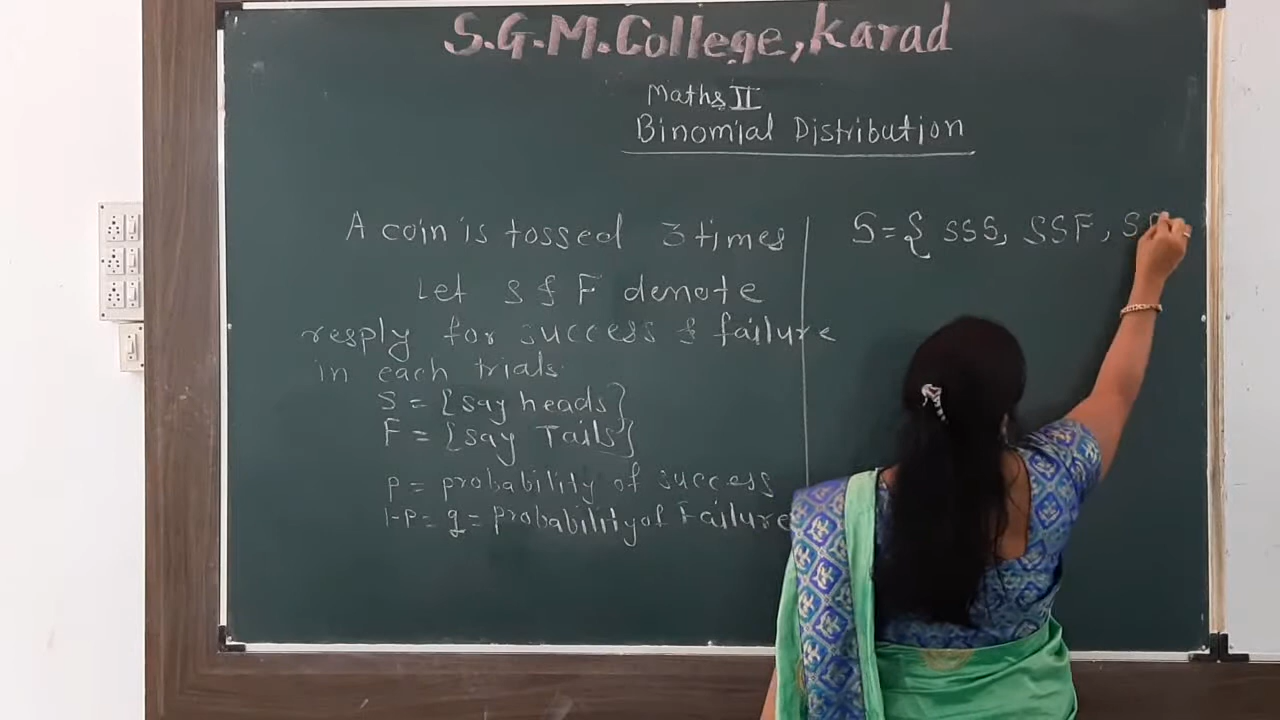 S.G.M. College, Karad
Maths II
Binomial Distribution
A coin is tossed 3 times
Let S & F denote
resply for success & failure
in each trials.
S = {say heads}
F = {say Tails}
p = probability of success
1-P = q = probability of Failure
S = { SSS, SSF, S